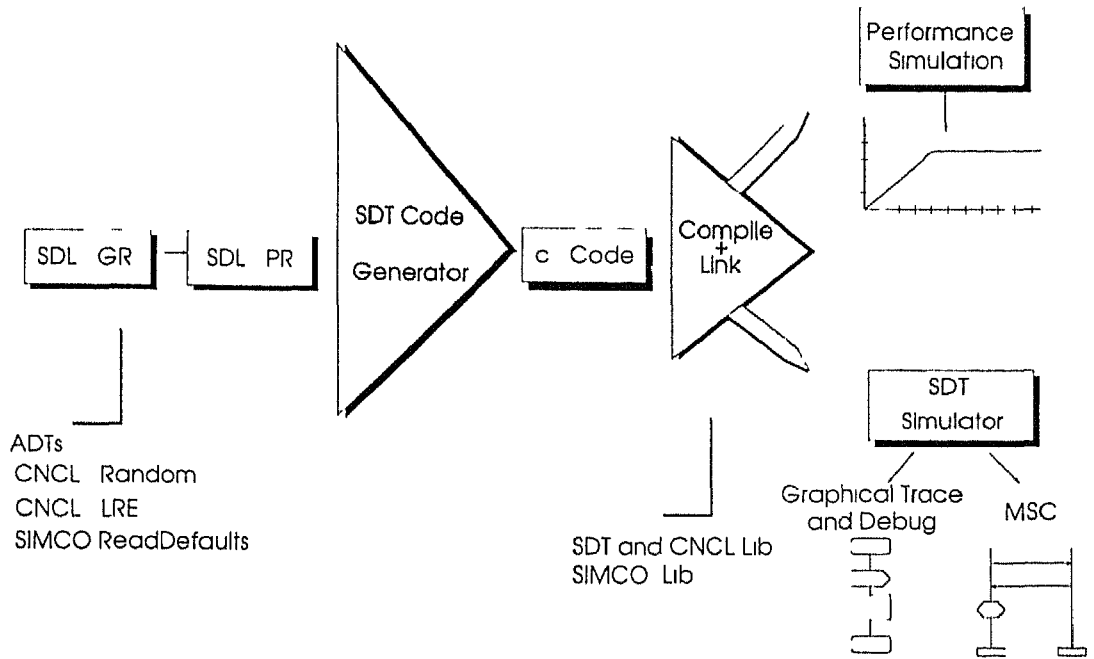 Performance
Simulation
SDT Code
Generator
Compile
+
Link
SDL GR
SDL PR
c Code
SDT
Simulator
ADTs
CNCL Random
CNCL LRE
SIMCO ReadDefaults
SDT and CNCL Lib
SIMCO Lib
Graphical Trace
and Debug
MSC